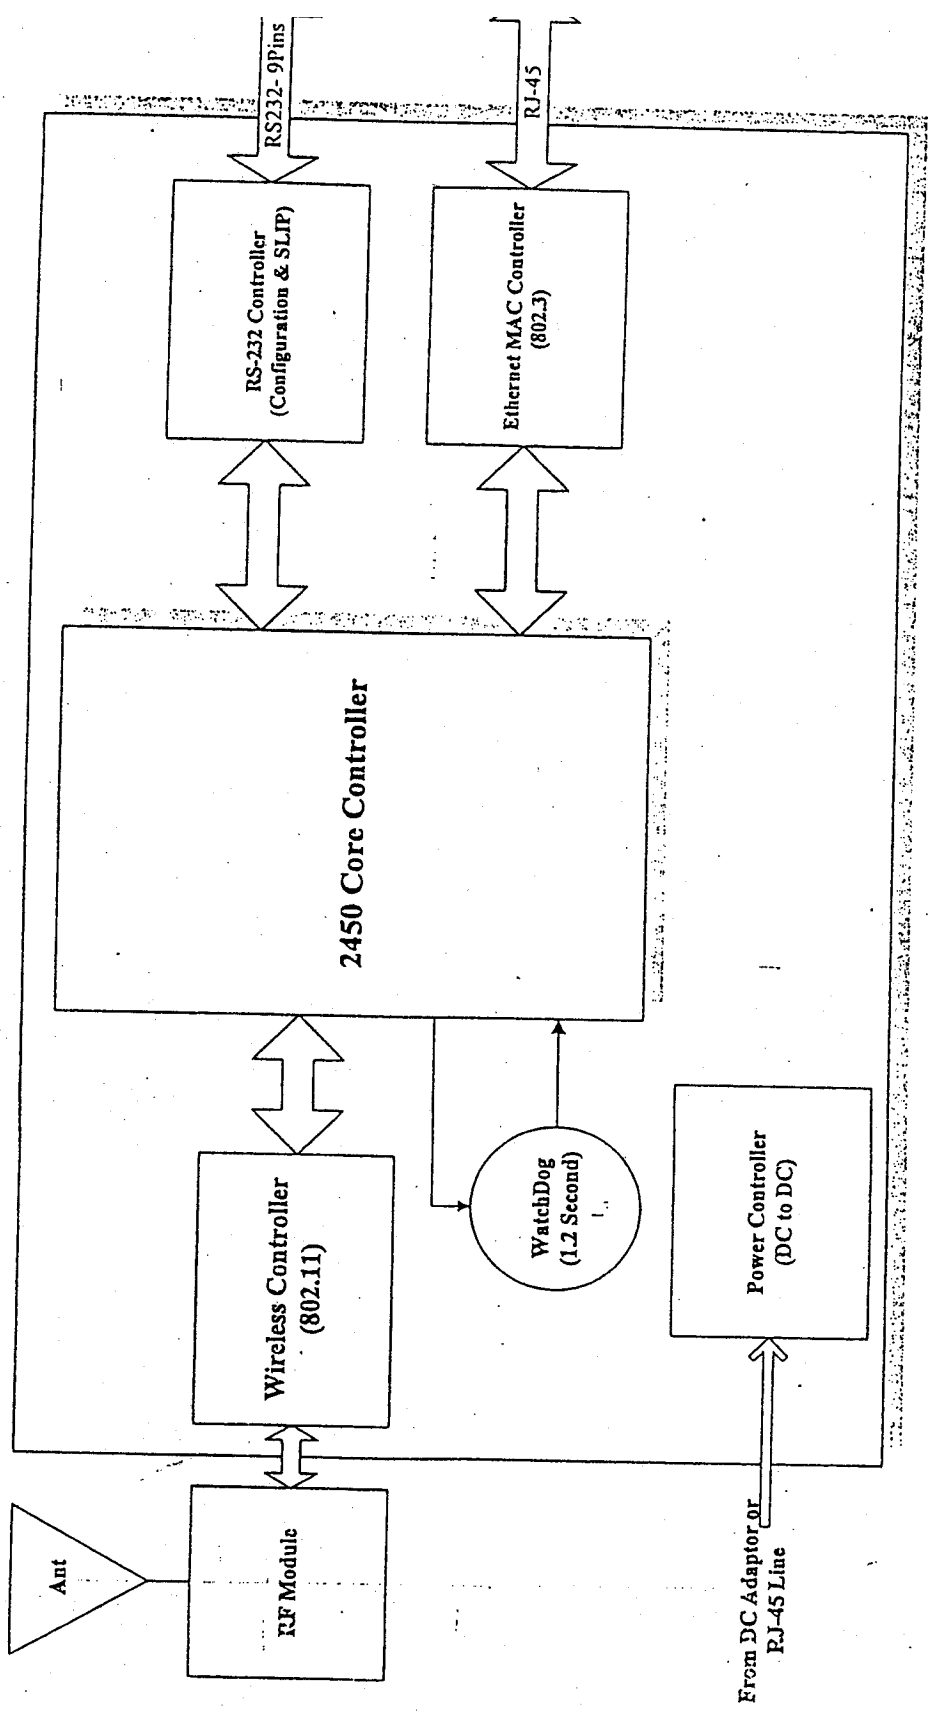 Ant
RF Module
Wireless Controller
(802.11)
2450 Core Controller
RS-232 Controller
(Configuration & SLIP)
RS232- 9Pins
Ethernet MAC Controller
(802.3)
RJ-45
WatchDog
(1.2 Second)
Power Controller
(DC to DC)
From DC Adaptor or
RJ-45 Line